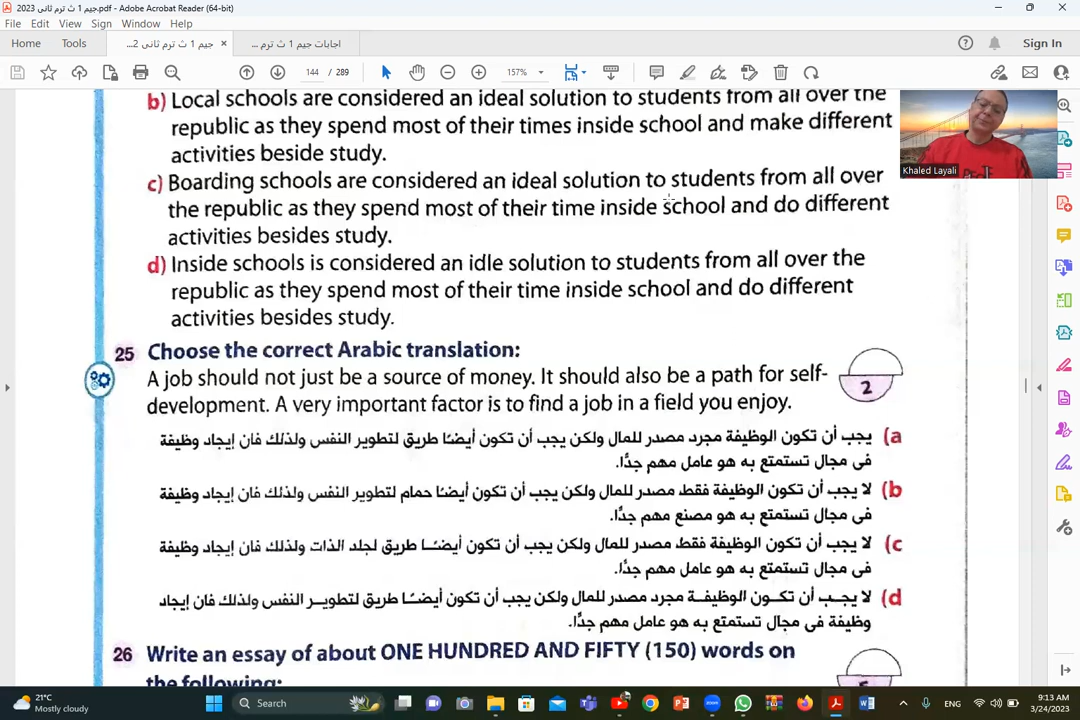 جيم 1 ث ترم ثانى 2023.pdf - Adobe Acrobat Reader (64-bit)
File Edit View Sign Window Help
Home Tools جيم 1 ث ترم ثانى 2... × اجابات جيم 1 ث ترم ... Sign In
144 / 289 157%
b) Local schools are considered an ideal solution to students from all over the
republic as they spend most of their times inside school and make different
activities beside study.
Khaled Layali
c) Boarding schools are considered an ideal solution to students from all over
the republic as they spend most of their time inside school and do different
activities besides study.
d) Inside schools is considered an idle solution to students from all over the
republic as they spend most of their time inside school and do different
activities besides study.
25 Choose the correct Arabic translation:
A job should not just be a source of money. It should also be a path for self-
development. A very important factor is to find a job in a field you enjoy.
2
a) يجب أن تكون الوظيفة مجرد مصدر للمال ولكن يجب أن تكون أيضًا طريق لتطوير النفس ولذلك فان إيجاد وظيفة
فى مجال تستمتع به هو عامل مهم جدًّا.
b) لا يجب أن تكون الوظيفة فقط مصدر للمال ولكن يجب أن تكون أيضًا حمام لتطوير النفس ولذلك فان إيجاد وظيفة
فى مجال تستمتع به هو مصنع مهم جدًّا.
c) لا يجب أن تكون الوظيفة فقط مصدر للمال ولكن يجب أن تكون أيضًا طريق لجلد الذات ولذلك فان إيجاد وظيفة
فى مجال تستمتع به هو عامل مهم جدًّا.
d) لا يجب أن تكون الوظيفة مجرد مصدر للمال ولكن يجب أن تكون أيضًا طريق لتطوير النفس ولذلك فان إيجاد
وظيفة فى مجال تستمتع به هو عامل مهم جدًّا.
26 Write an essay of about ONE HUNDRED AND FIFTY (150) words on
the following:
21°C
Mostly cloudy
Search
ENG
9:13 AM
3/24/2023